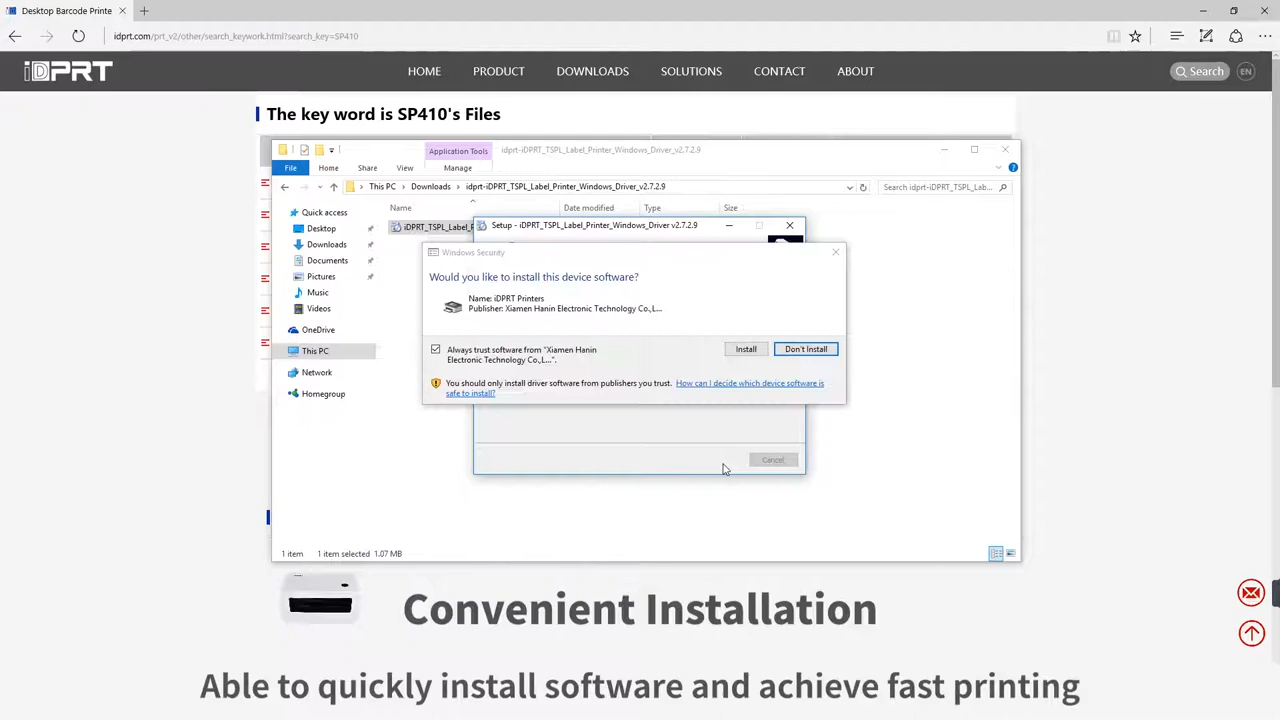 Desktop Barcode Printe
idprt.com/prt_v2/other/search_keywork.html?search_key=SP410
iDPRT
HOME
PRODUCT
DOWNLOADS
SOLUTIONS
CONTACT
ABOUT
Search
EN
The key word is SP410's Files
Application Tools
idprt-iDPRT_TSPL_Label_Printer_Windows_Driver_v2.7.2.9
File
Home
Share
View
Manage
This PC
Downloads
idprt-iDPRT_TSPL_Label_Printer_Windows_Driver_v2.7.2.9
Search idprt-iDPRT_TSPL_Lab...
Name
Date modified
Type
Size
Quick access
Desktop
Downloads
Documents
Pictures
Music
Videos
OneDrive
This PC
Network
Homegroup
iDPRT_TSPL_Label_P
Setup - iDPRT_TSPL_Label_Printer_Windows_Driver v2.7.2.9
Windows Security
Would you like to install this device software?
Name: iDPRT Printers
Publisher: Xiamen Hanin Electronic Technology Co.,L...
Always trust software from "Xiamen Hanin
Electronic Technology Co.,L...".
Install
Don't Install
You should only install driver software from publishers you trust. How can I decide which device software is
safe to install?
Cancel
1 item
1 item selected 1.07 MB
Convenient Installation
Able to quickly install software and achieve fast printing